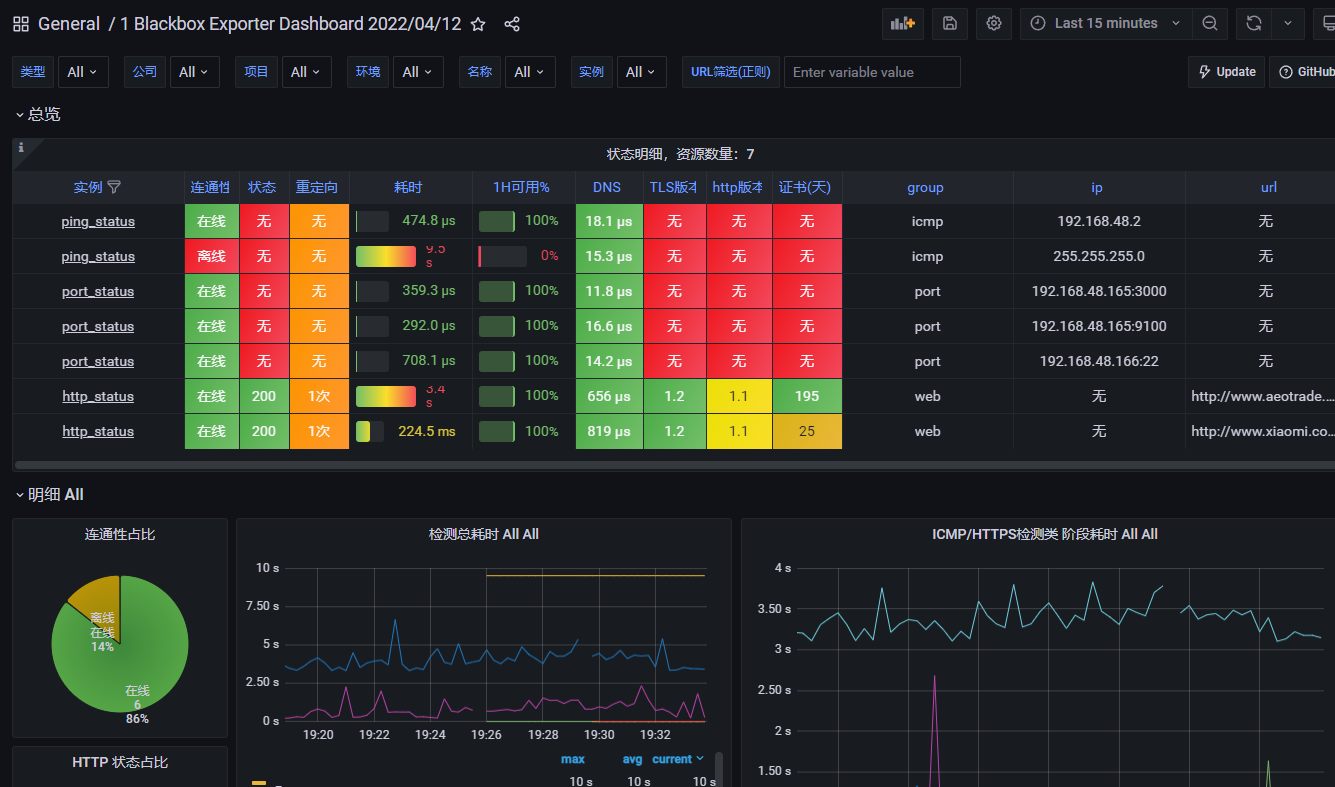 General / 1 Blackbox Exporter Dashboard 2022/04/12 Last 15 minutes
类型 All 公司 All 项目 All 环境 All 名称 All 实例 All URL筛选(正则) Enter variable value Update GitHub
总览
状态明细，资源数量：7
实例 连通性 状态 重定向 耗时 1H可用% DNS TLS版本 http版本 证书(天) group ip url
ping_status 在线 无 无 474.8 µs 100% 18.1 µs 无 无 无 icmp 192.168.48.2 无
ping_status 离线 无 无 9.5 s 0% 15.3 µs 无 无 无 icmp 255.255.255.0 无
port_status 在线 无 无 359.3 µs 100% 11.8 µs 无 无 无 port 192.168.48.165:3000 无
port_status 在线 无 无 292.0 µs 100% 16.6 µs 无 无 无 port 192.168.48.165:9100 无
port_status 在线 无 无 708.1 µs 100% 14.2 µs 无 无 无 port 192.168.48.166:22 无
http_status 在线 200 1次 3.4 s 100% 656 µs 1.2 1.1 195 web 无 http://www.aeotrade....
http_status 在线 200 1次 224.5 ms 100% 819 µs 1.2 1.1 25 web 无 http://www.xiaomi.co...
明细 All
连通性占比
离线
在线
14%
在线
6
86%
HTTP 状态占比
检测总耗时 All All
10 s
7.50 s
5 s
2.50 s
0 s
19:20 19:22 19:24 19:26 19:28 19:30 19:32
max avg current
10 s 10 s 10 s
ICMP/HTTPS检测类 阶段耗时 All All
4 s
3.50 s
3 s
2.50 s
2 s
1.50 s